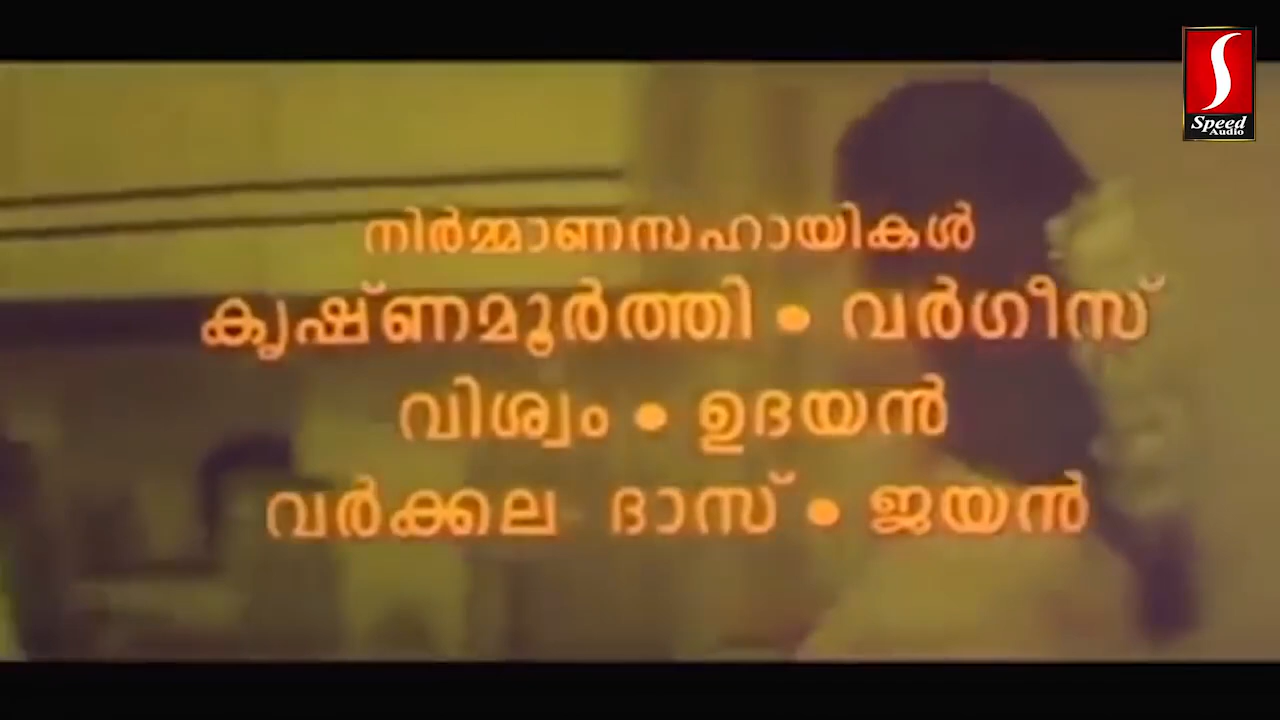 Speed
Audio
നിർമ്മാണസഹായികൾ
കൃഷ്ണമൂർത്തി • വർഗീസ്
വിശ്വം • ഉദയൻ
വർക്കല ദാസ് • ജയൻ